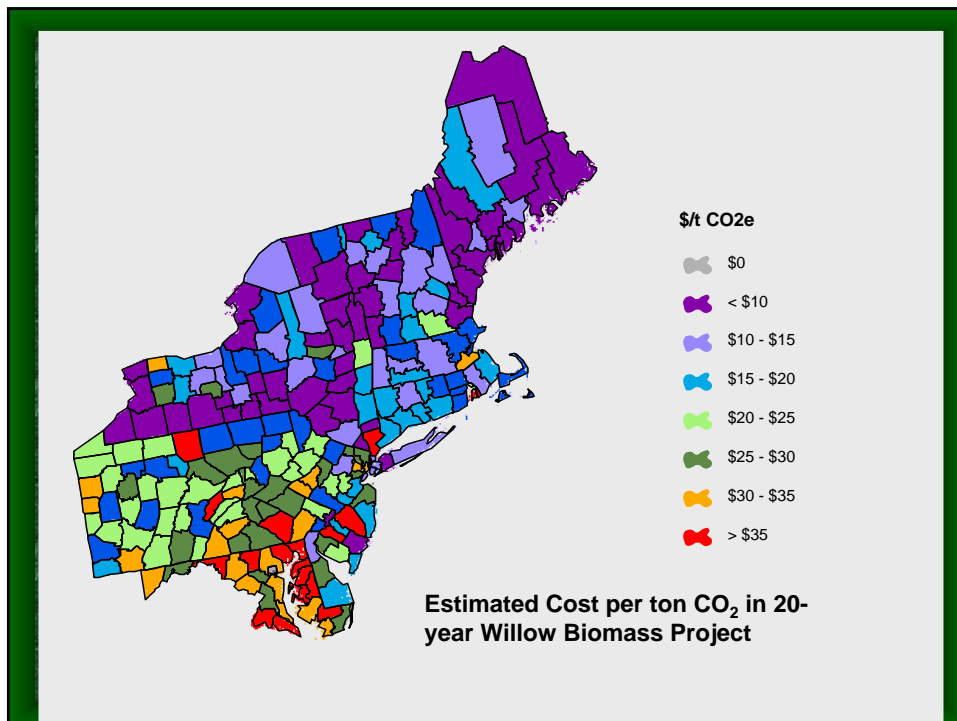 $/t CO2e
$0
< $10
$10 - $15
$15 - $20
$20 - $25
$25 - $30
$30 - $35
> $35
Estimated Cost per ton CO₂ in 20-
year Willow Biomass Project